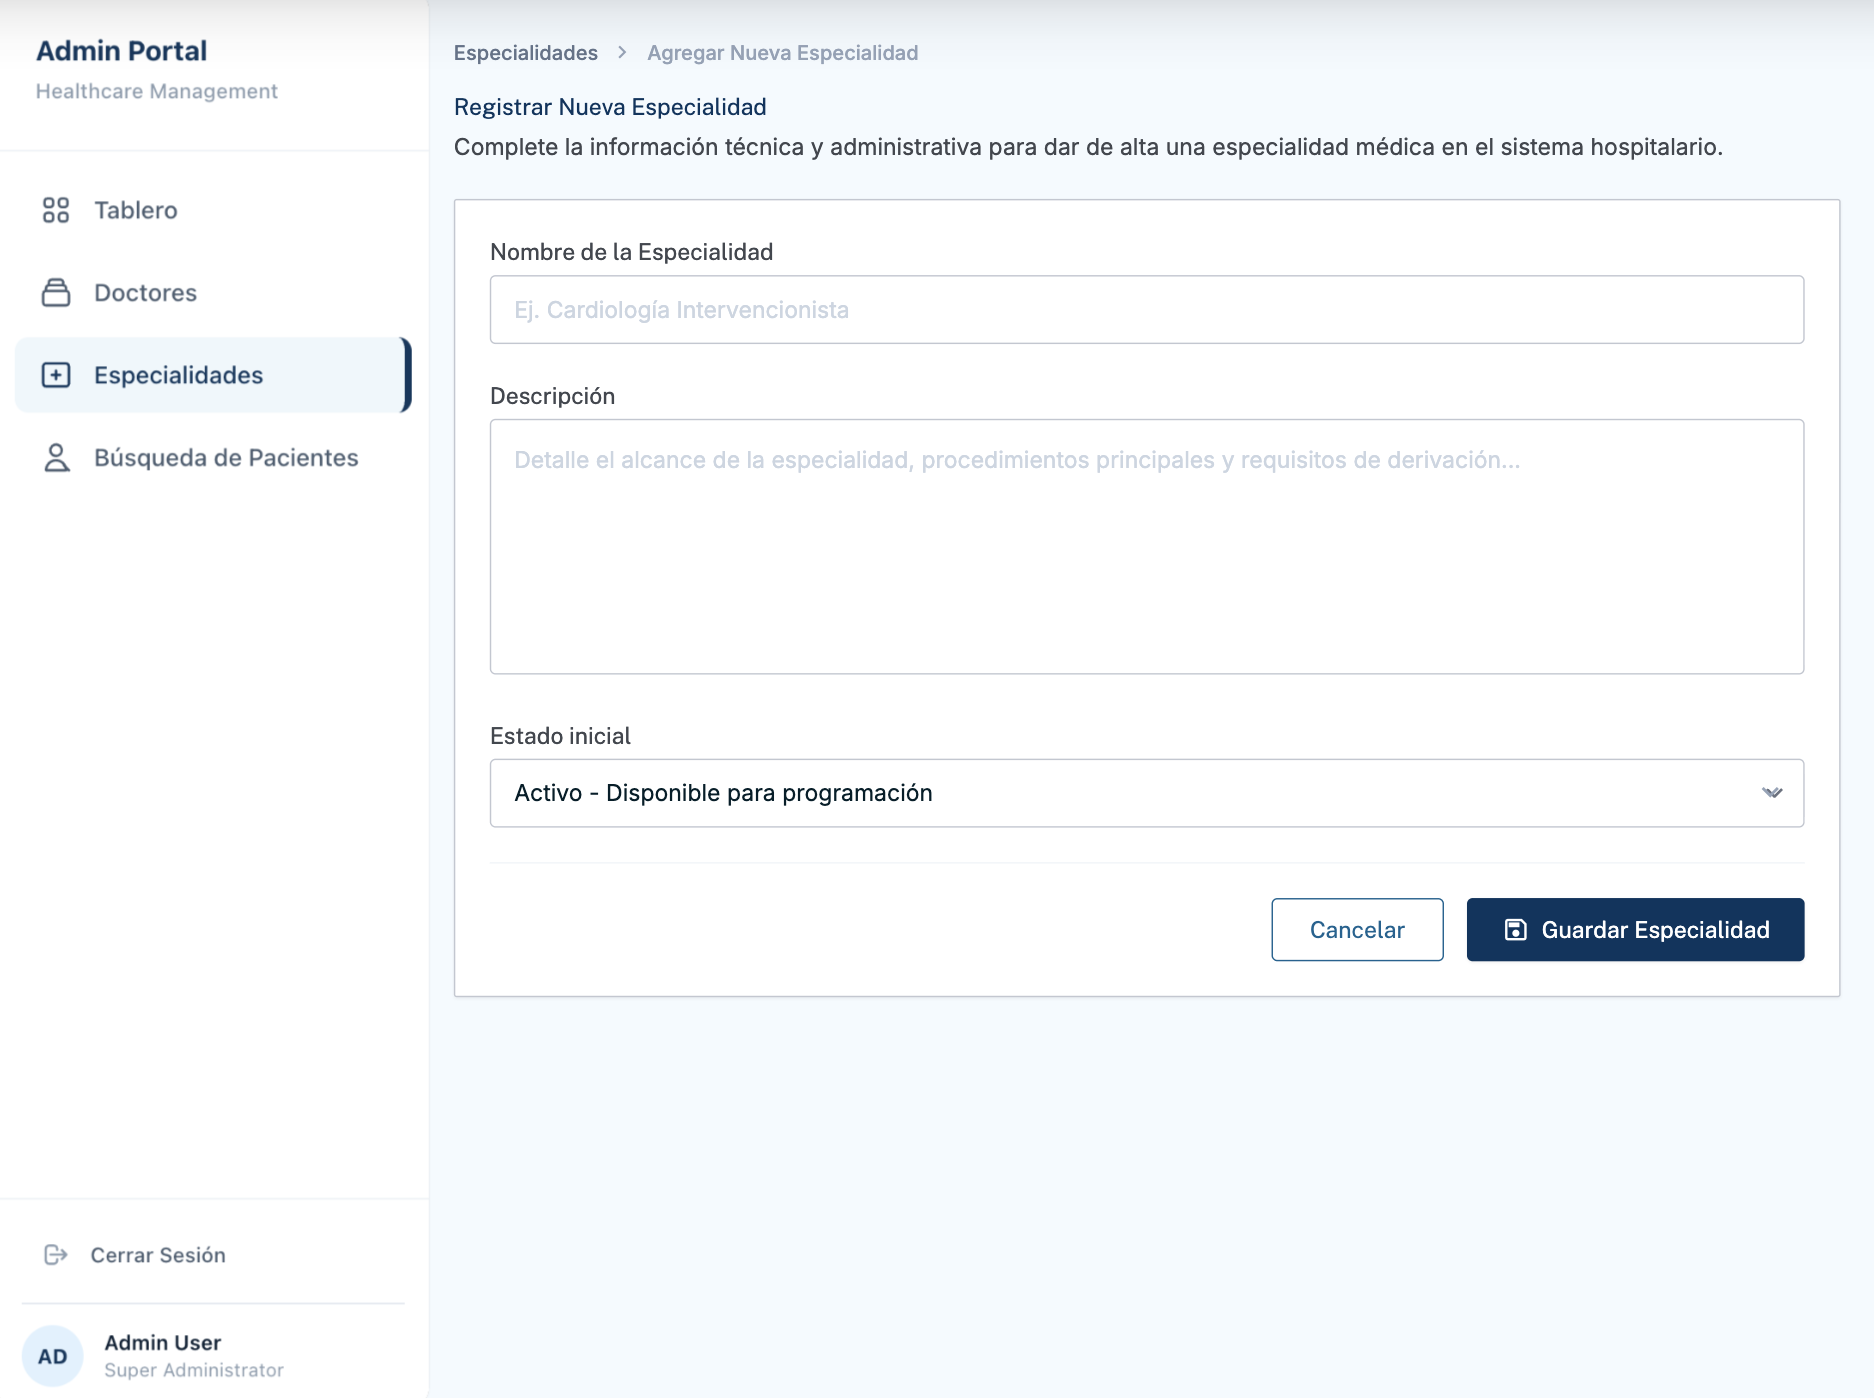 Admin Portal
Healthcare Management
Tablero
Doctores
Especialidades
Búsqueda de Pacientes
Cerrar Sesión
AD
Admin User
Super Administrator
Especialidades > Agregar Nueva Especialidad
Registrar Nueva Especialidad
Complete la información técnica y administrativa para dar de alta una especialidad médica en el sistema hospitalario.
Nombre de la Especialidad
Ej. Cardiología Intervencionista
Descripción
Detalle el alcance de la especialidad, procedimientos principales y requisitos de derivación...
Estado inicial
Activo - Disponible para programación
Cancelar
Guardar Especialidad